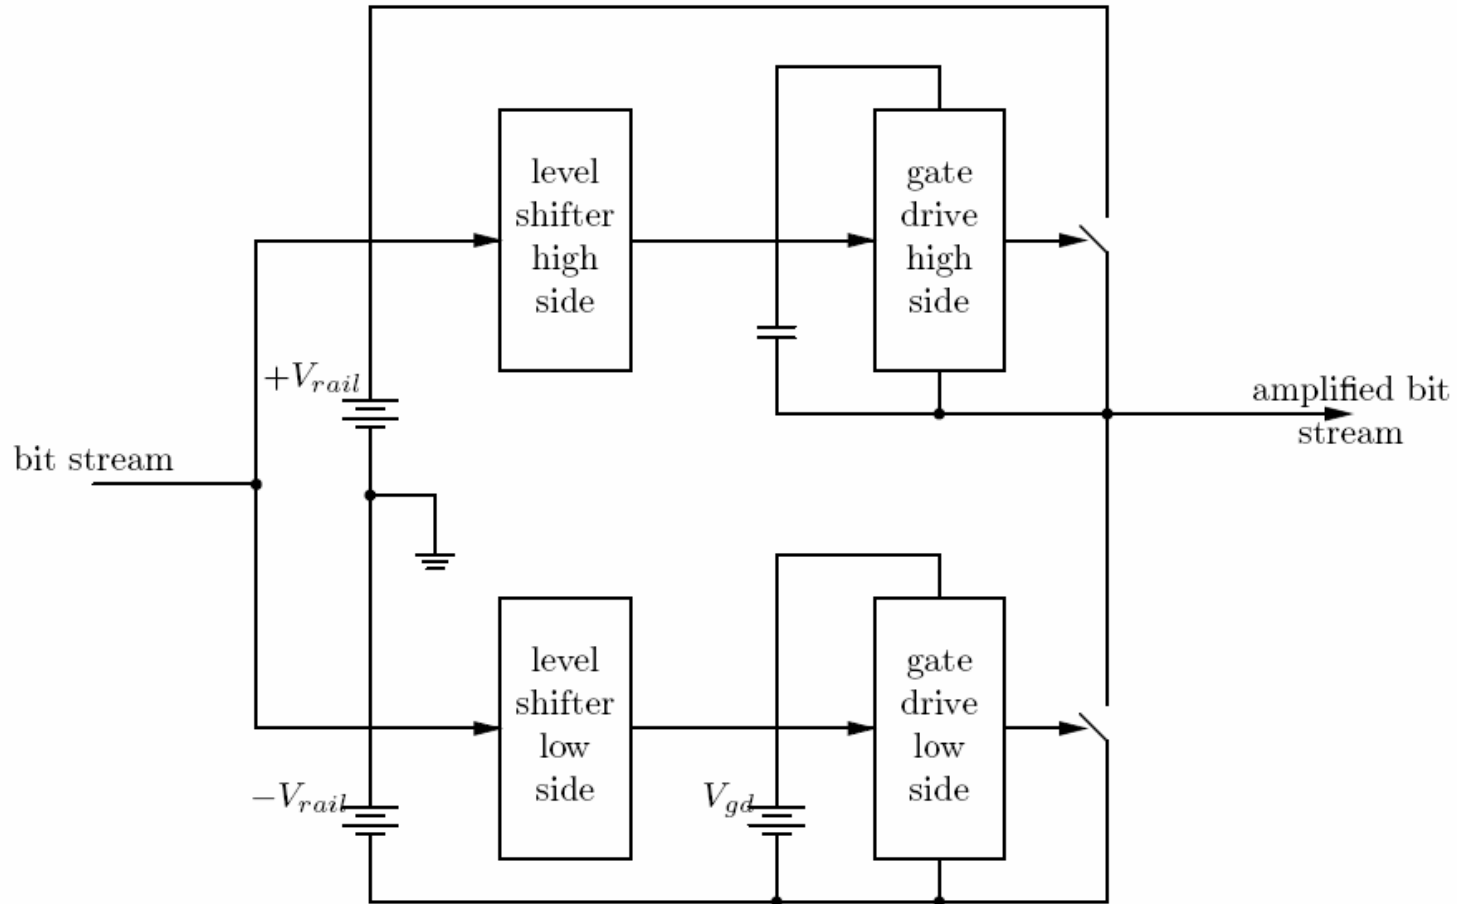 level
shifter
high
side
gate
drive
high
side
+V_rail
amplified bit
stream
bit stream
level
shifter
low
side
gate
drive
low
side
−V_rail
V_gd